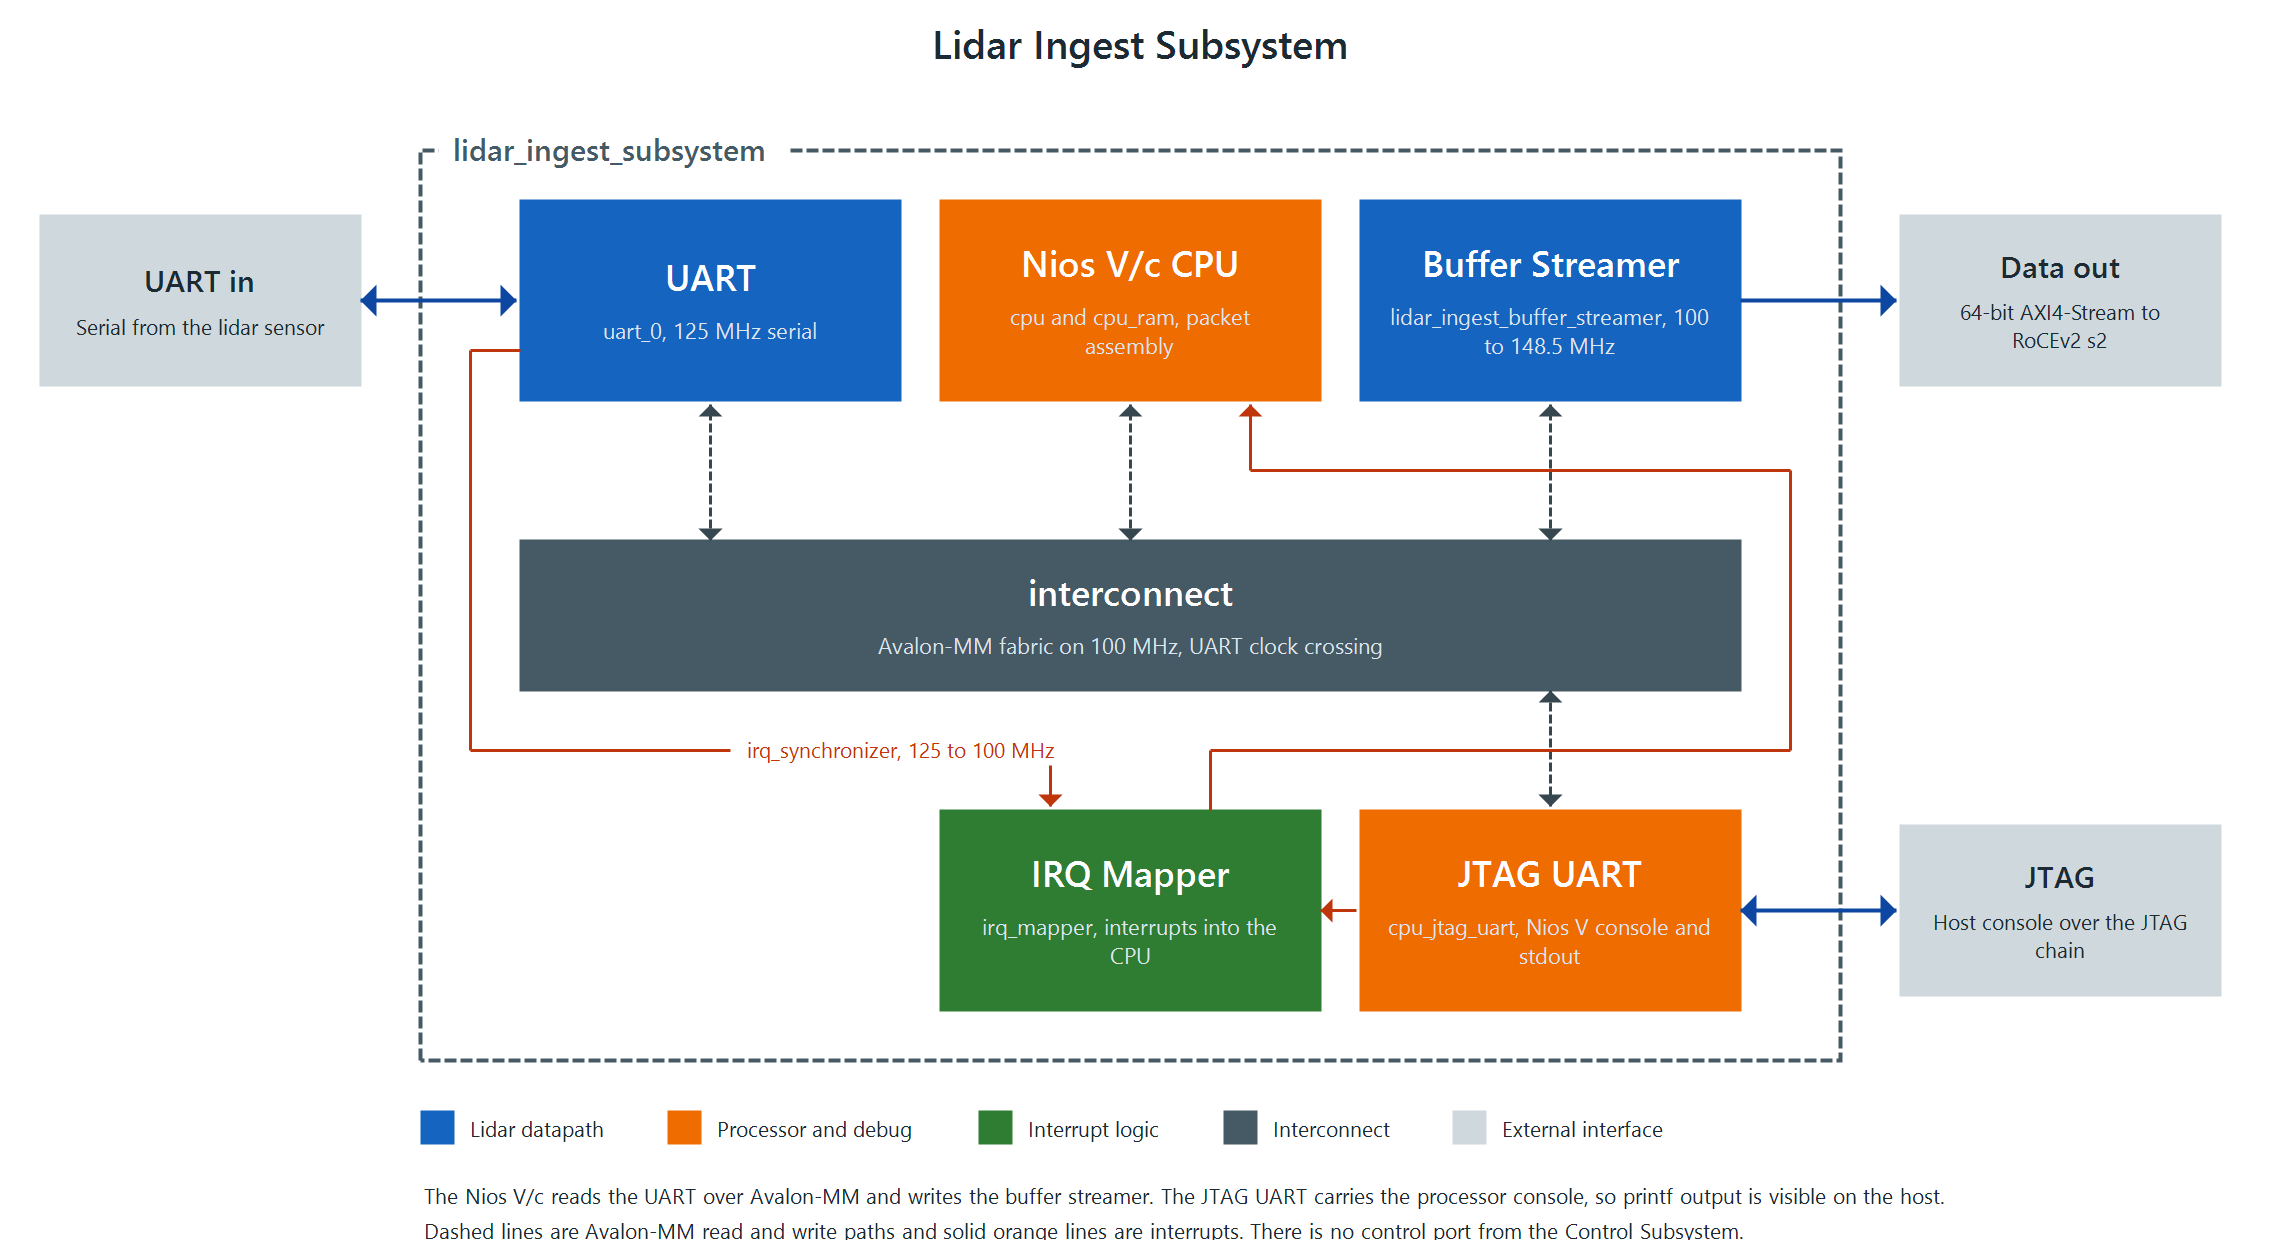 Lidar Ingest Subsystem
lidar_ingest_subsystem
UART in
Serial from the lidar sensor
UART
uart_0, 125 MHz serial
Nios V/c CPU
cpu and cpu_ram, packet
assembly
Buffer Streamer
lidar_ingest_buffer_streamer, 100
to 148.5 MHz
Data out
64-bit AXI4-Stream to
RoCEv2 s2
interconnect
Avalon-MM fabric on 100 MHz, UART clock crossing
irq_synchronizer, 125 to 100 MHz
IRQ Mapper
irq_mapper, interrupts into the
CPU
JTAG UART
cpu_jtag_uart, Nios V console and
stdout
JTAG
Host console over the JTAG
chain
Lidar datapath
Processor and debug
Interrupt logic
Interconnect
External interface
The Nios V/c reads the UART over Avalon-MM and writes the buffer streamer. The JTAG UART carries the processor console, so printf output is visible on the host.
Dashed lines are Avalon-MM read and write paths and solid orange lines are interrupts. There is no control port from the Control Subsystem.